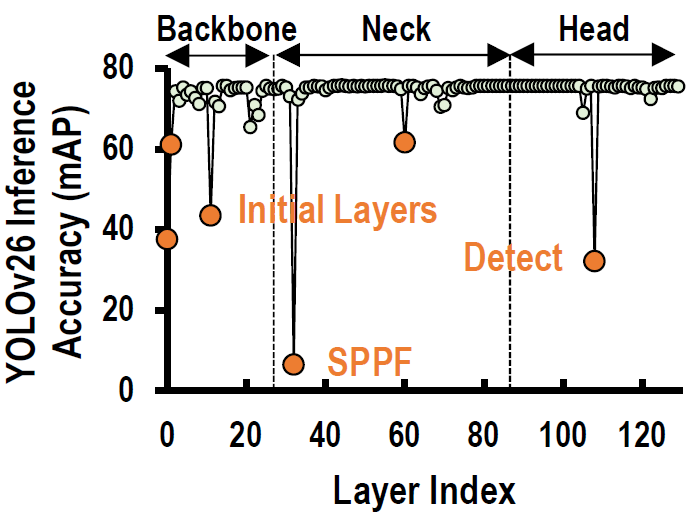 Backbone Neck Head
YOLOv26 Inference
Accuracy (mAP)
80
60
40
20
0
Initial Layers
Detect
SPPF
0 20 40 60 80 100 120
Layer Index